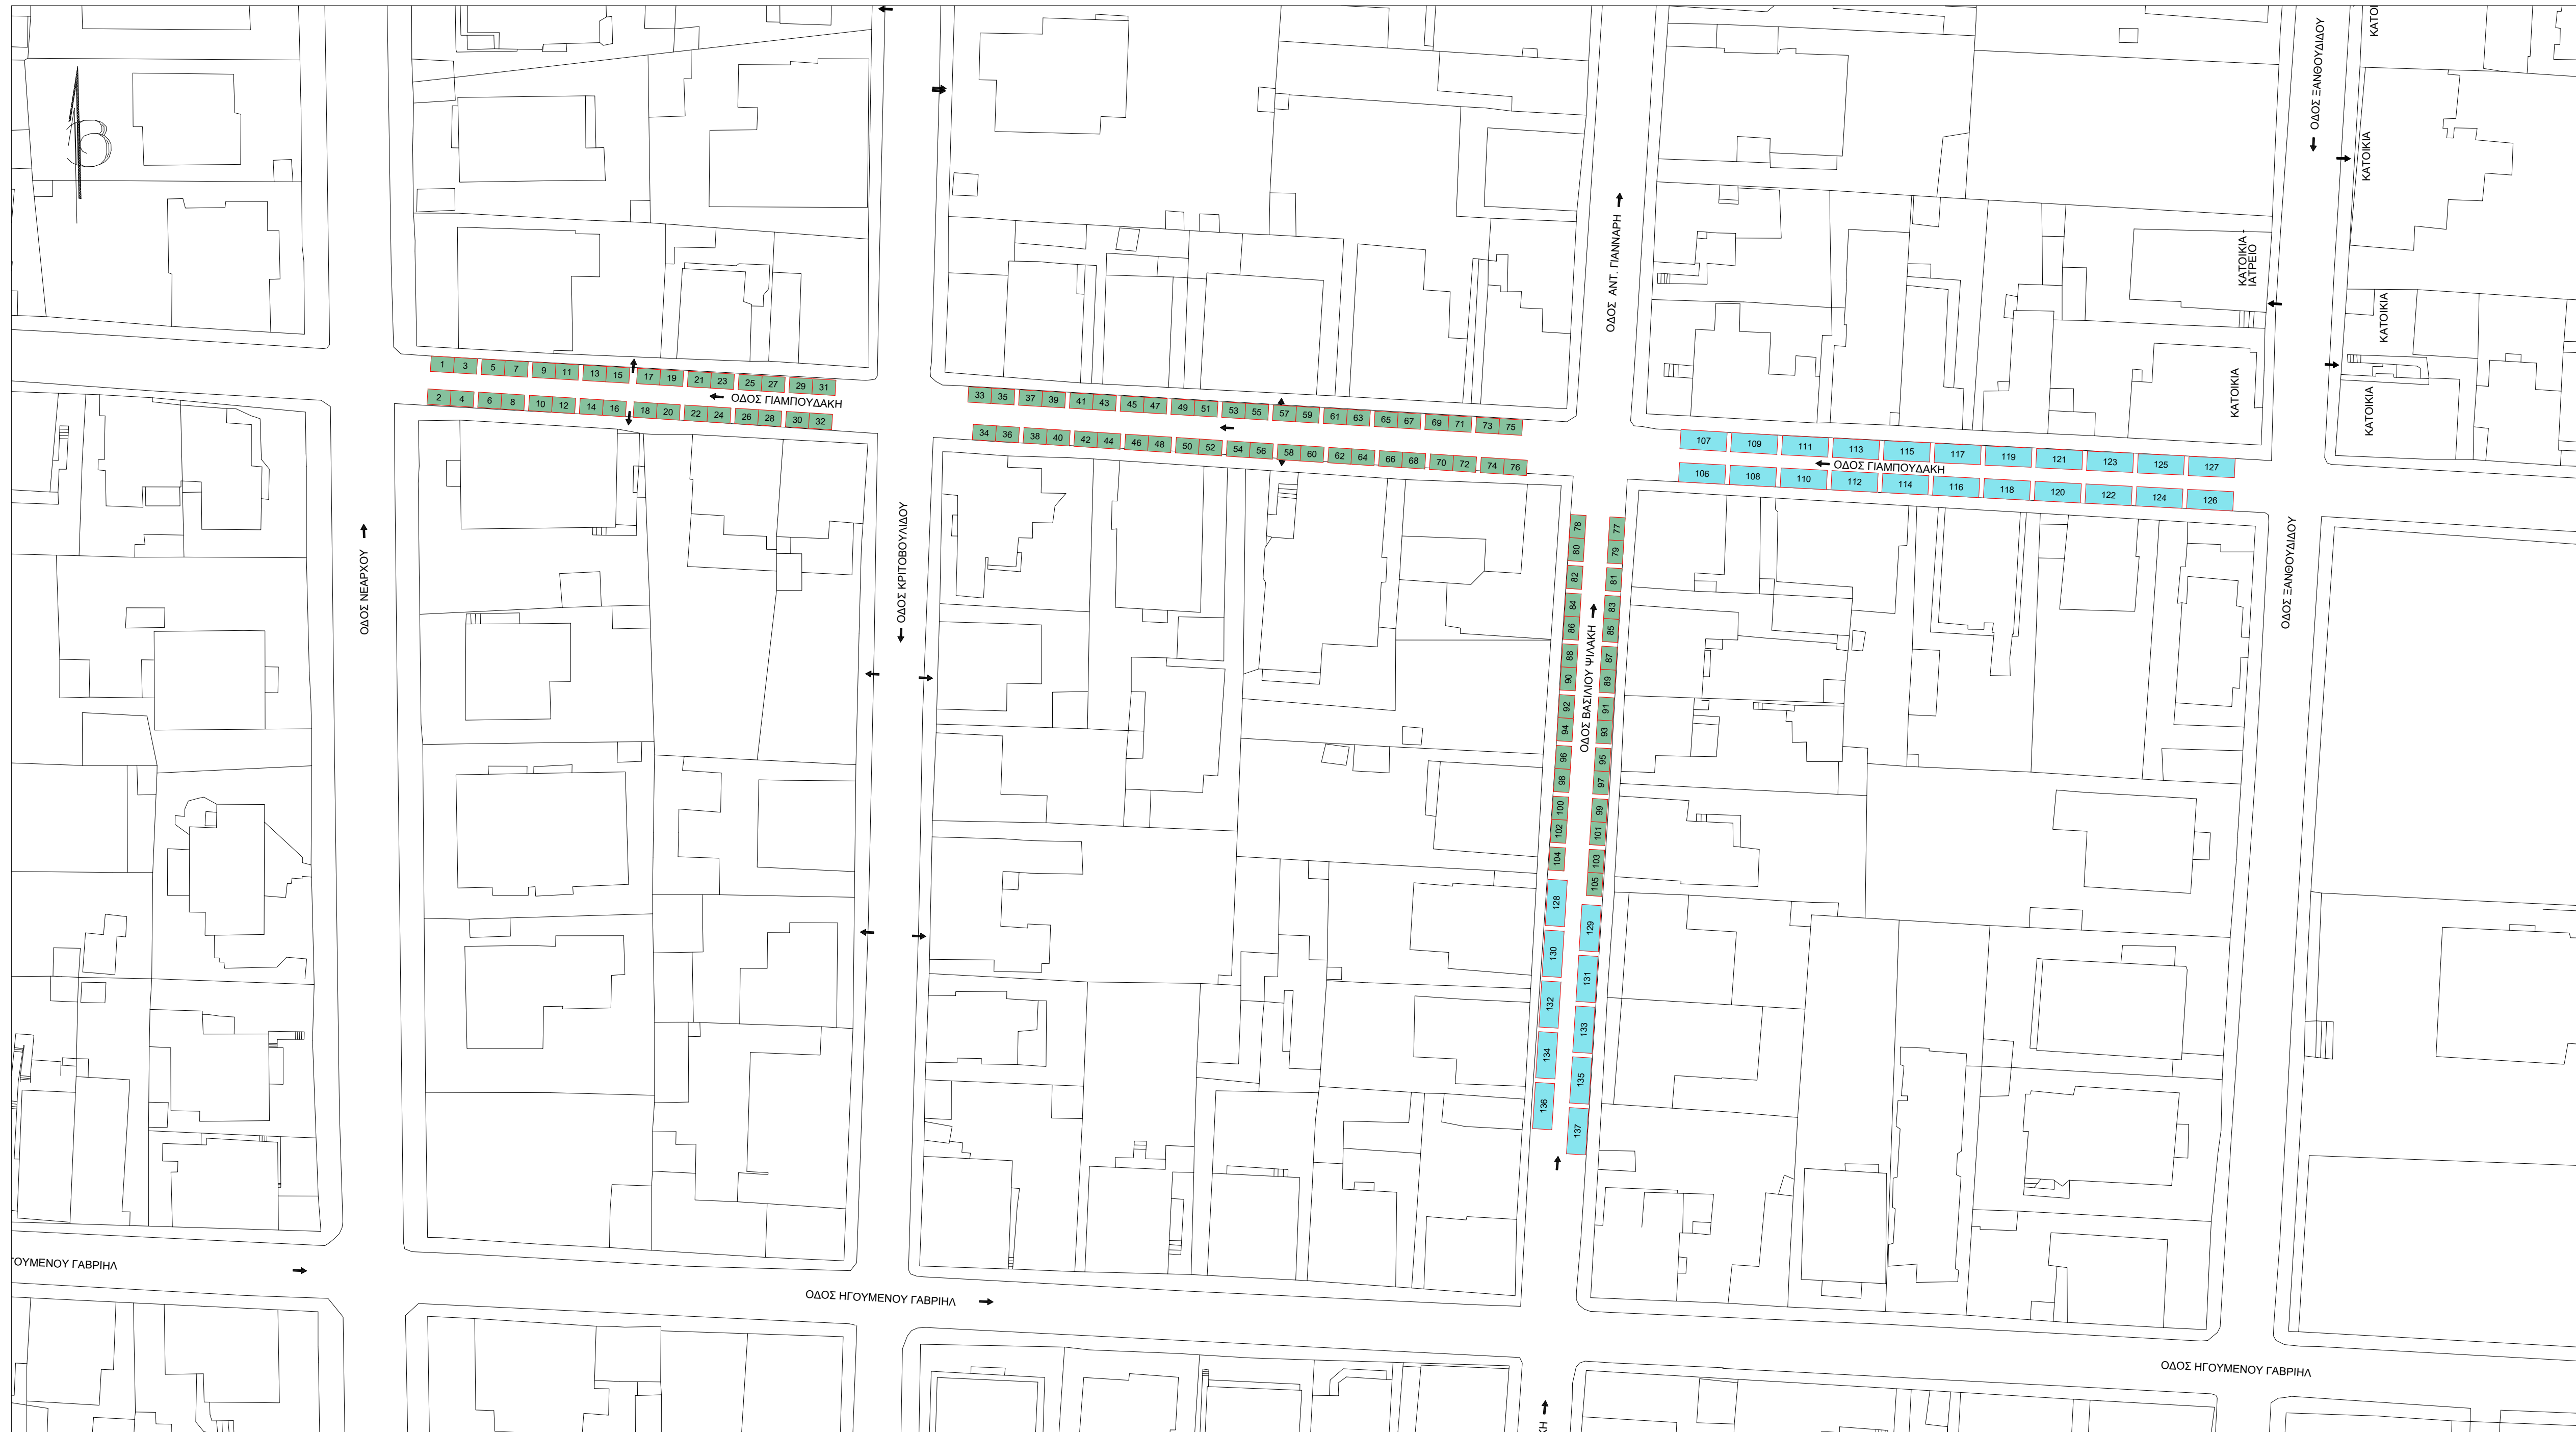 ΟΔΟΣ ΞΑΝΘΟΥΔΙΔΟΥ
ΚΑΤΟΙ
ΚΑΤΟΙΚΙΑ
ΟΔΟΣ ΑΝΤ. ΓΙΑΝΝΑΡΗ
ΚΑΤΟΙΚΙΑ -
ΙΑΤΡΕΙΟ
ΚΑΤΟΙΚΙΑ
ΚΑΤΟΙΚΙΑ
ΚΑΤΟΙΚΙΑ
1 3 5 7 9 11 13 15 17 19 21 23 25 27 29 31
ΟΔΟΣ ΓΙΑΜΠΟΥΔΑΚΗ
2 4 6 8 10 12 14 16 18 20 22 24 26 28 30 32
33 35 37 39 41 43 45 47 49 51 53 55 57 59 61 63 65 67 69 71 73 75
34 36 38 40 42 44 46 48 50 52 54 56 58 60 62 64 66 68 70 72 74 76
107 109 111 113 115 117 119 121 123 125 127
ΟΔΟΣ ΓΙΑΜΠΟΥΔΑΚΗ
106 108 110 112 114 116 118 120 122 124 126
ΟΔΟΣ ΝΕΑΡΧΟΥ
ΟΔΟΣ ΚΡΙΤΟΒΟΥΛΙΔΟΥ
78 80 82 84 86 88 90 92 94 96 98 100 102 104
128 130 132 134 136
ΟΔΟΣ ΒΑΣΙΛΙΟΥ ΨΙΛΑΚΗ
77 79 81 83 85 87 89 91 93 95 97 99 101 103 105
129 131 133 135 137
ΟΔΟΣ ΞΑΝΘΟΥΔΙΔΟΥ
ΓΟΥΜΕΝΟΥ ΓΑΒΡΙΗΛ
ΟΔΟΣ ΗΓΟΥΜΕΝΟΥ ΓΑΒΡΙΗΛ
ΟΔΟΣ ΗΓΟΥΜΕΝΟΥ ΓΑΒΡΙΗΛ
ΚΗ